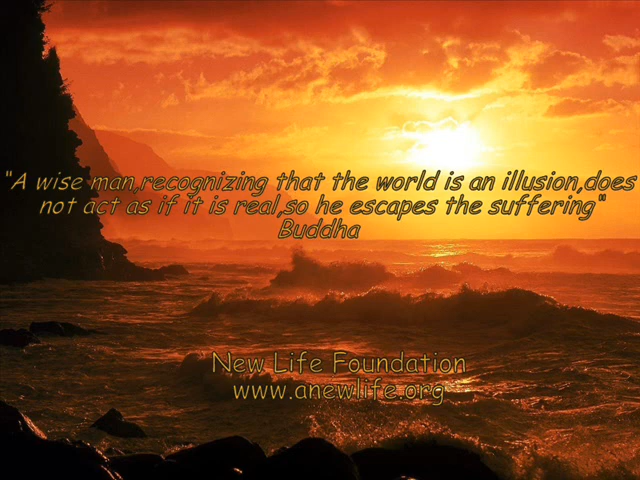 "A wise man,recognizing that the world is an illusion,does
not act as if it is real,so he escapes the suffering"
Buddha
New Life Foundation
www.anewlife.org